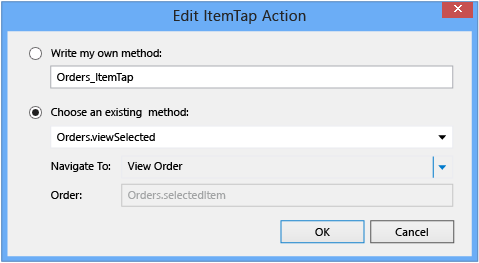 Edit ItemTap Action
Write my own method:
Orders_ItemTap
Choose an existing method:
Orders.viewSelected
Navigate To: View Order
Order: Orders.selectedItem
OK Cancel